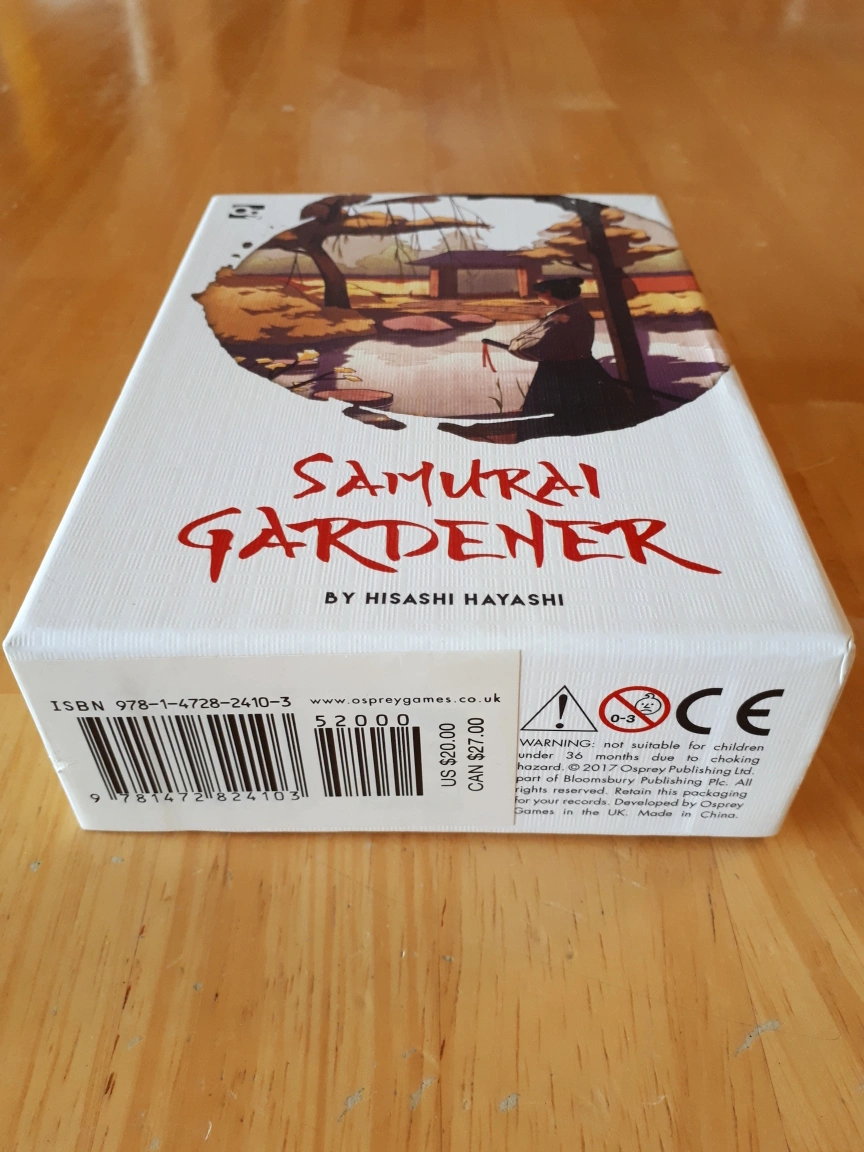 SAMURAI
GARDENER
BY HISASHI HAYASHI
ISBN 978-1-4728-2410-3
www.ospreygames.co.uk
52000
9 781472 824103
US $20.00
CAN $27.00
0-3
CE
WARNING: not suitable for children
under 36 months due to choking
hazard. © 2017 Osprey Publishing Ltd.
part of Bloomsbury Publishing Plc. All
rights reserved. Retain this packaging
for your records. Developed by Osprey
Games in the UK. Made in China.